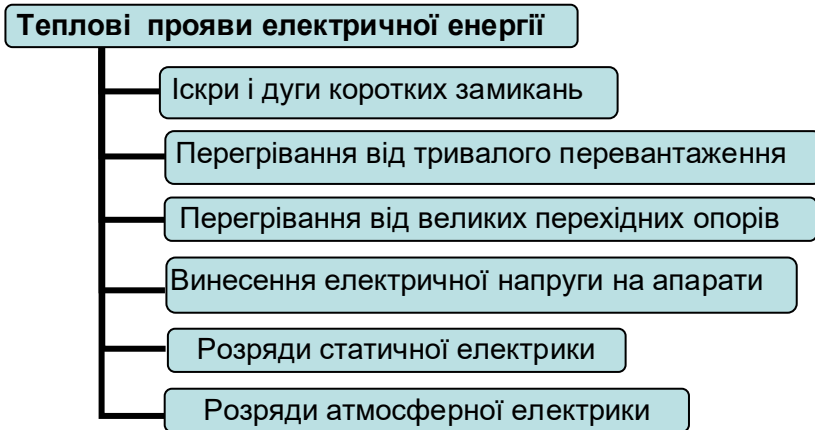 Теплові прояви електричної енергії
Іскри і дуги коротких замикань
Перегрівання від тривалого перевантаження
Перегрівання від великих перехідних опорів
Винесення електричної напруги на апарати
Розряди статичної електрики
Розряди атмосферної електрики